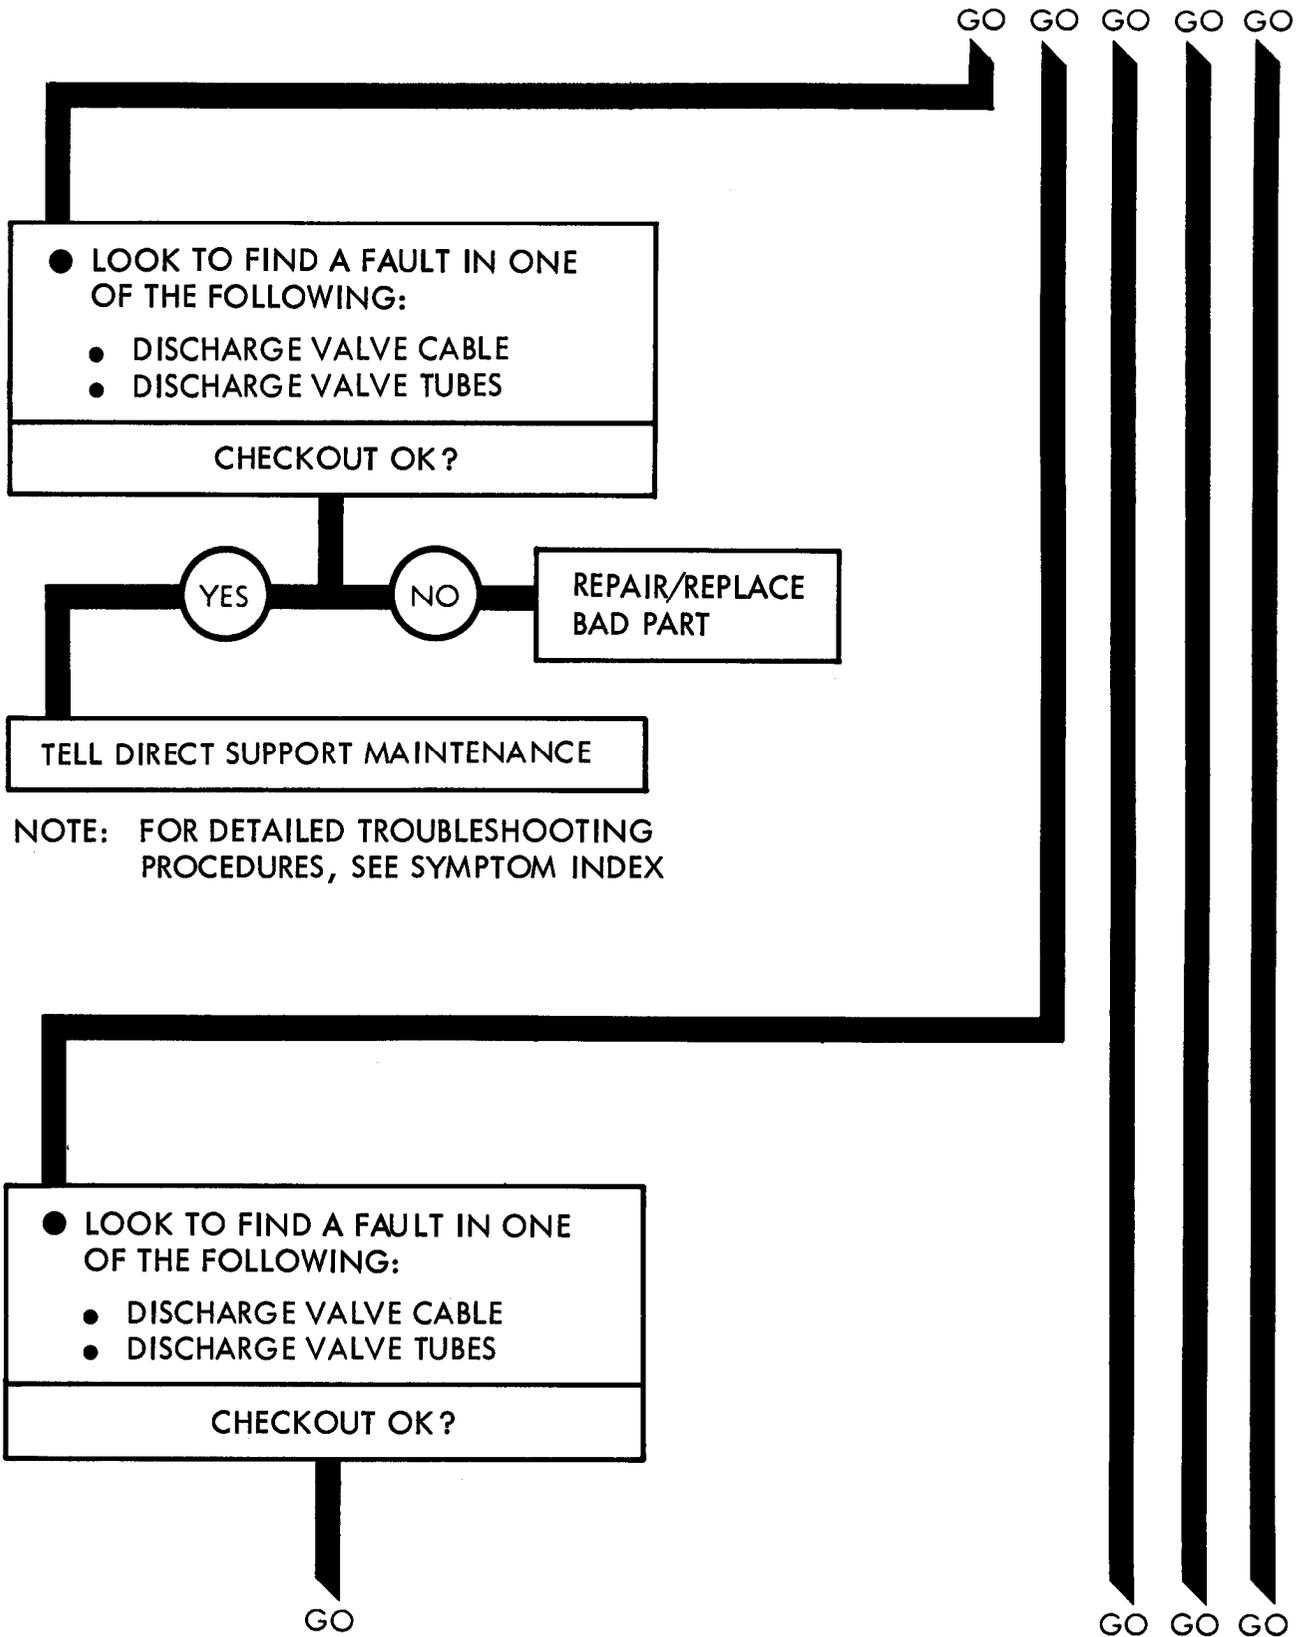 GO GO GO GO GO
● LOOK TO FIND A FAULT IN ONE
OF THE FOLLOWING:
● DISCHARGE VALVE CABLE
● DISCHARGE VALVE TUBES
CHECKOUT OK?
YES
NO
REPAIR/REPLACE
BAD PART
TELL DIRECT SUPPORT MAINTENANCE
NOTE: FOR DETAILED TROUBLESHOOTING
PROCEDURES, SEE SYMPTOM INDEX
● LOOK TO FIND A FAULT IN ONE
OF THE FOLLOWING:
● DISCHARGE VALVE CABLE
● DISCHARGE VALVE TUBES
CHECKOUT OK?
GO
GO GO GO